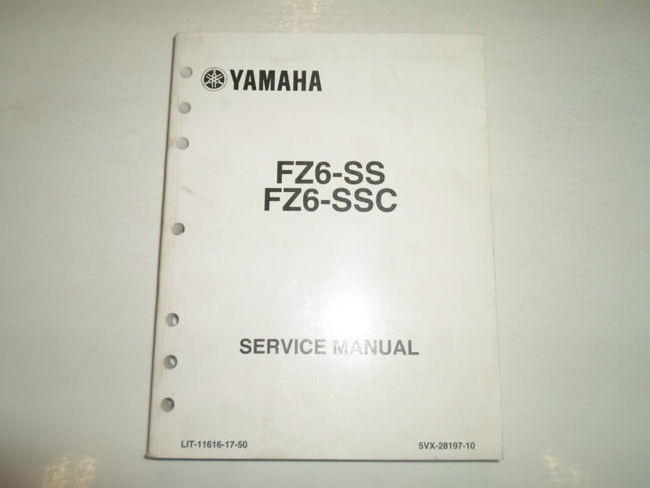 YAMAHA
FZ6-SS
FZ6-SSC
SERVICE MANUAL
LIT-11616-17-50 5VX-28197-10